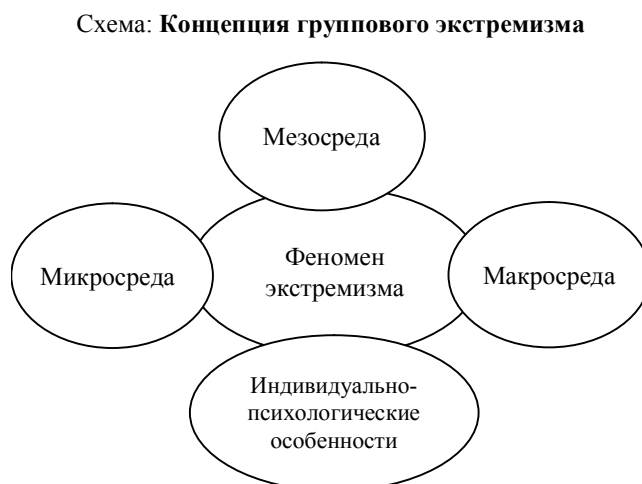 Схема: Концепция группового экстремизма
Мезосреда
Микросреда
Феномен
экстремизма
Макросреда
Индивидуально-
психологические
особенности